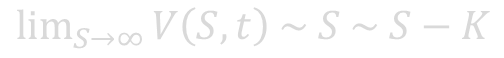 lim_{S→∞} V(S, t) ~ S ~ S − K